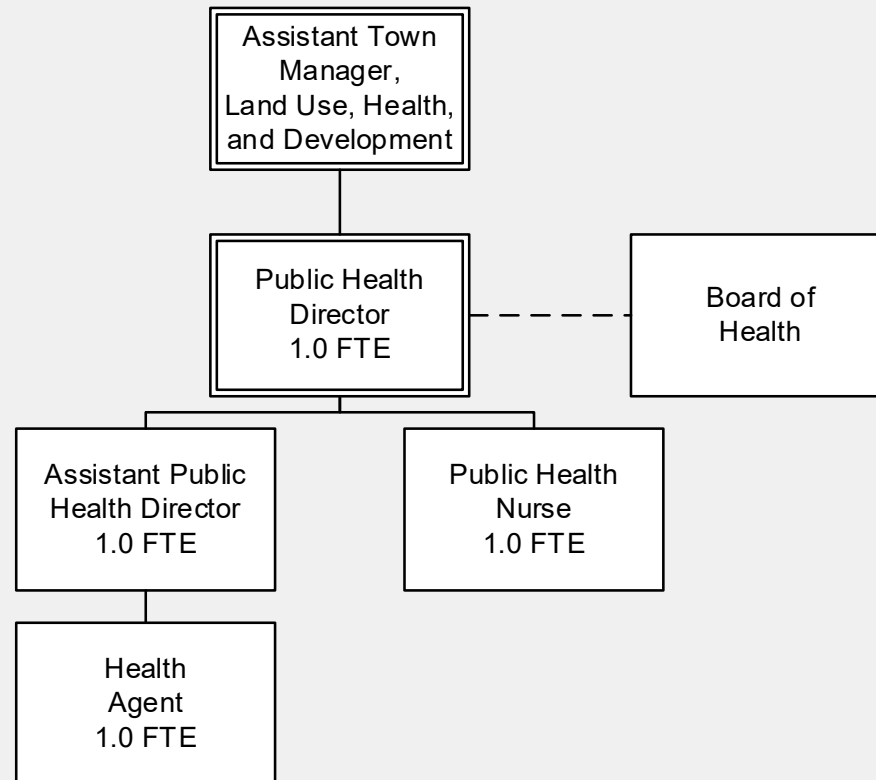 Assistant Town
Manager,
Land Use, Health,
and Development
Public Health
Director
1.0 FTE
Board of
Health
Assistant Public
Health Director
1.0 FTE
Public Health
Nurse
1.0 FTE
Health
Agent
1.0 FTE